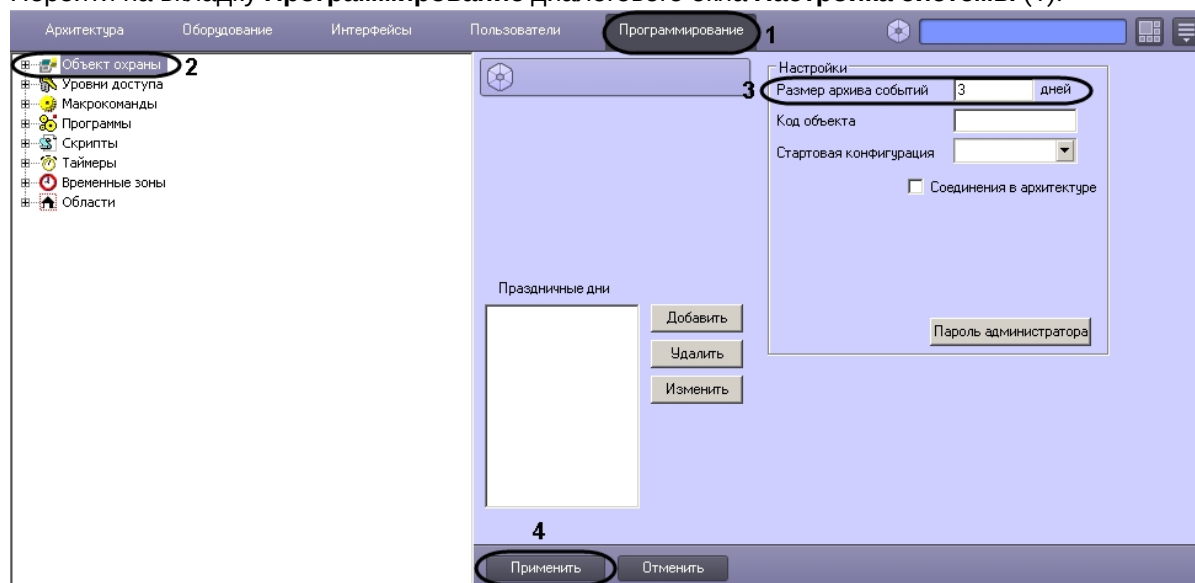 Перейти на вкладку Программирование диалогового окна Настройка системы (1).
Архитектура Оборудование Интерфейсы Пользователи Программирование 1
Объект охраны 2
Уровни доступа
Макрокоманды
Программы
Скрипты
Таймеры
Временные зоны
Области
Настройки
3 Размер архива событий 3 дней
Код объекта
Стартовая конфигурация
Соединения в архитектуре
Праздничные дни
Добавить
Удалить
Изменить
Пароль администратора
4
Применить Отменить